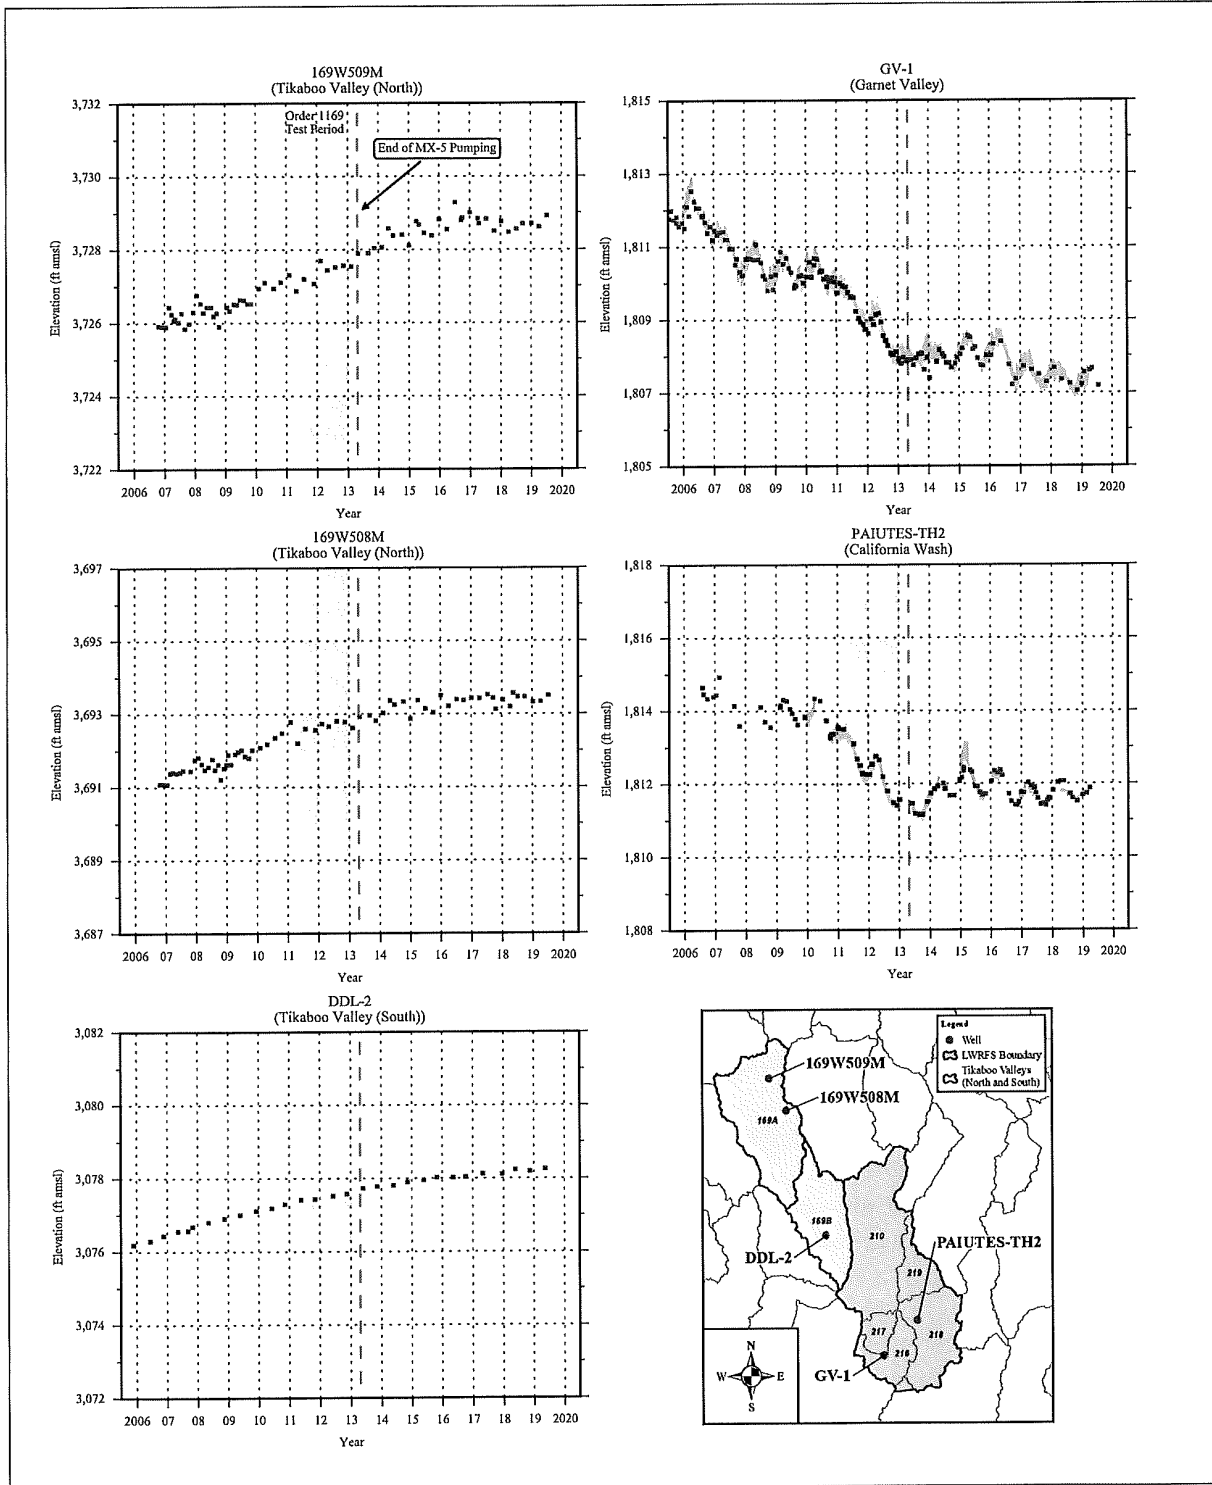 169W509M
(Tikaboo Valley (North))
3,732
3,730
3,728
3,726
3,724
3,722
Elevation (ft amsl)
Order 1169
Test Period
End of MX-5 Pumping
2006 07 08 09 10 11 12 13 14 15 16 17 18 19 2020
Year
GV-1
(Garnet Valley)
1,815
1,813
1,811
1,809
1,807
1,805
Elevation (ft amsl)
2006 07 08 09 10 11 12 13 14 15 16 17 18 19 2020
Year
169W508M
(Tikaboo Valley (North))
3,697
3,695
3,693
3,691
3,689
3,687
Elevation (ft amsl)
2006 07 08 09 10 11 12 13 14 15 16 17 18 19 2020
Year
PAIUTES-TH2
(California Wash)
1,818
1,816
1,814
1,812
1,810
1,808
Elevation (ft amsl)
2006 07 08 09 10 11 12 13 14 15 16 17 18 19 2020
Year
DDL-2
(Tikaboo Valley (South))
3,082
3,080
3,078
3,076
3,074
3,072
Elevation (ft amsl)
2006 07 08 09 10 11 12 13 14 15 16 17 18 19 2020
Year
Legend
Well
LWRFS Boundary
Tikaboo Valleys
(North and South)
169W509M
169W508M
169A
169B
210
DDL-2
PAIUTES-TH2
219
217
218
216
GV-1
N
W E
S